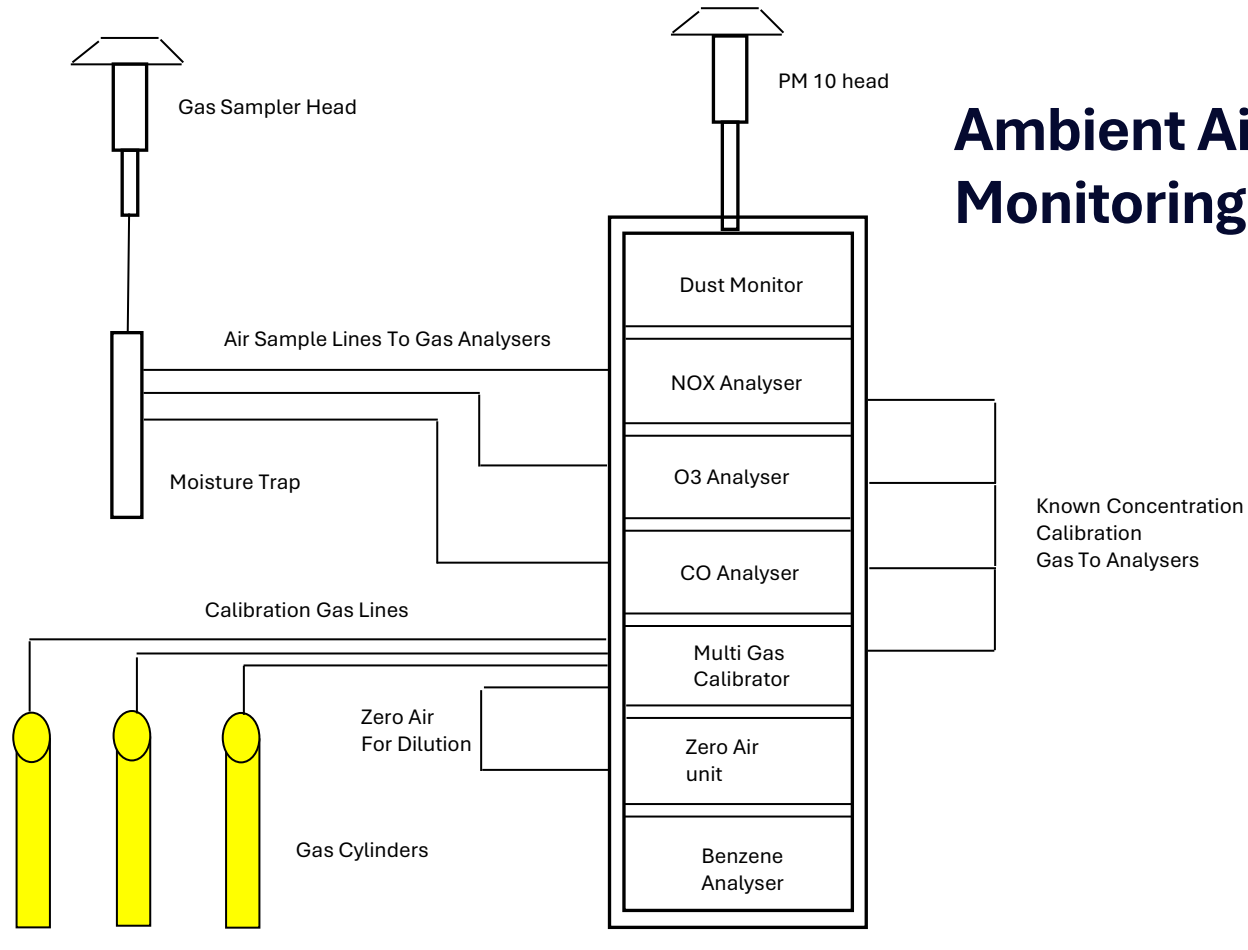 PM 10 head
Gas Sampler Head
Ambient Ai
Monitoring
Dust Monitor
Air Sample Lines To Gas Analysers
NOX Analyser
O3 Analyser
Moisture Trap
Known Concentration
Calibration
Gas To Analysers
CO Analyser
Calibration Gas Lines
Multi Gas
Calibrator
Zero Air
For Dilution
Zero Air
unit
Gas Cylinders
Benzene
Analyser